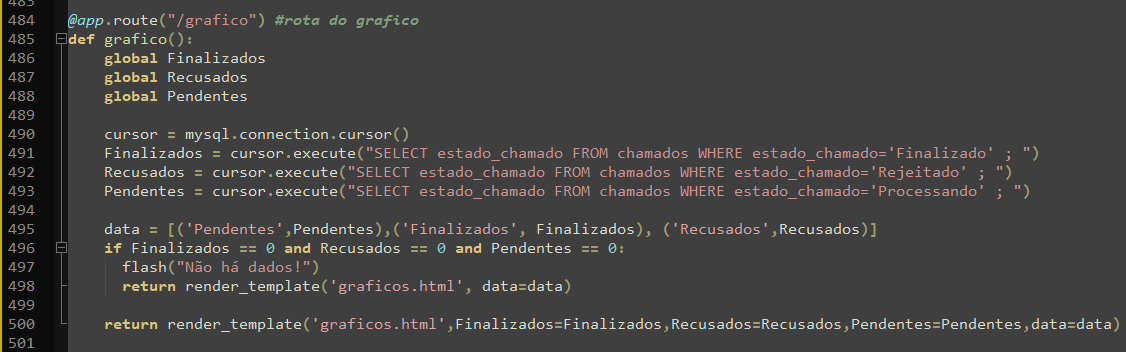 483
484 @app.route("/grafico") #rota do grafico
485 def grafico():
486 global Finalizados
487 global Recusados
488 global Pendentes
489
490 cursor = mysql.connection.cursor()
491 Finalizados = cursor.execute("SELECT estado_chamado FROM chamados WHERE estado_chamado='Finalizado' ; ")
492 Recusados = cursor.execute("SELECT estado_chamado FROM chamados WHERE estado_chamado='Rejeitado' ; ")
493 Pendentes = cursor.execute("SELECT estado_chamado FROM chamados WHERE estado_chamado='Processando' ; ")
494
495 data = [('Pendentes',Pendentes),('Finalizados', Finalizados), ('Recusados',Recusados)]
496 if Finalizados == 0 and Recusados == 0 and Pendentes == 0:
497 flash("Não há dados!")
498 return render_template('graficos.html', data=data)
499
500 return render_template('graficos.html',Finalizados=Finalizados,Recusados=Recusados,Pendentes=Pendentes,data=data)
501